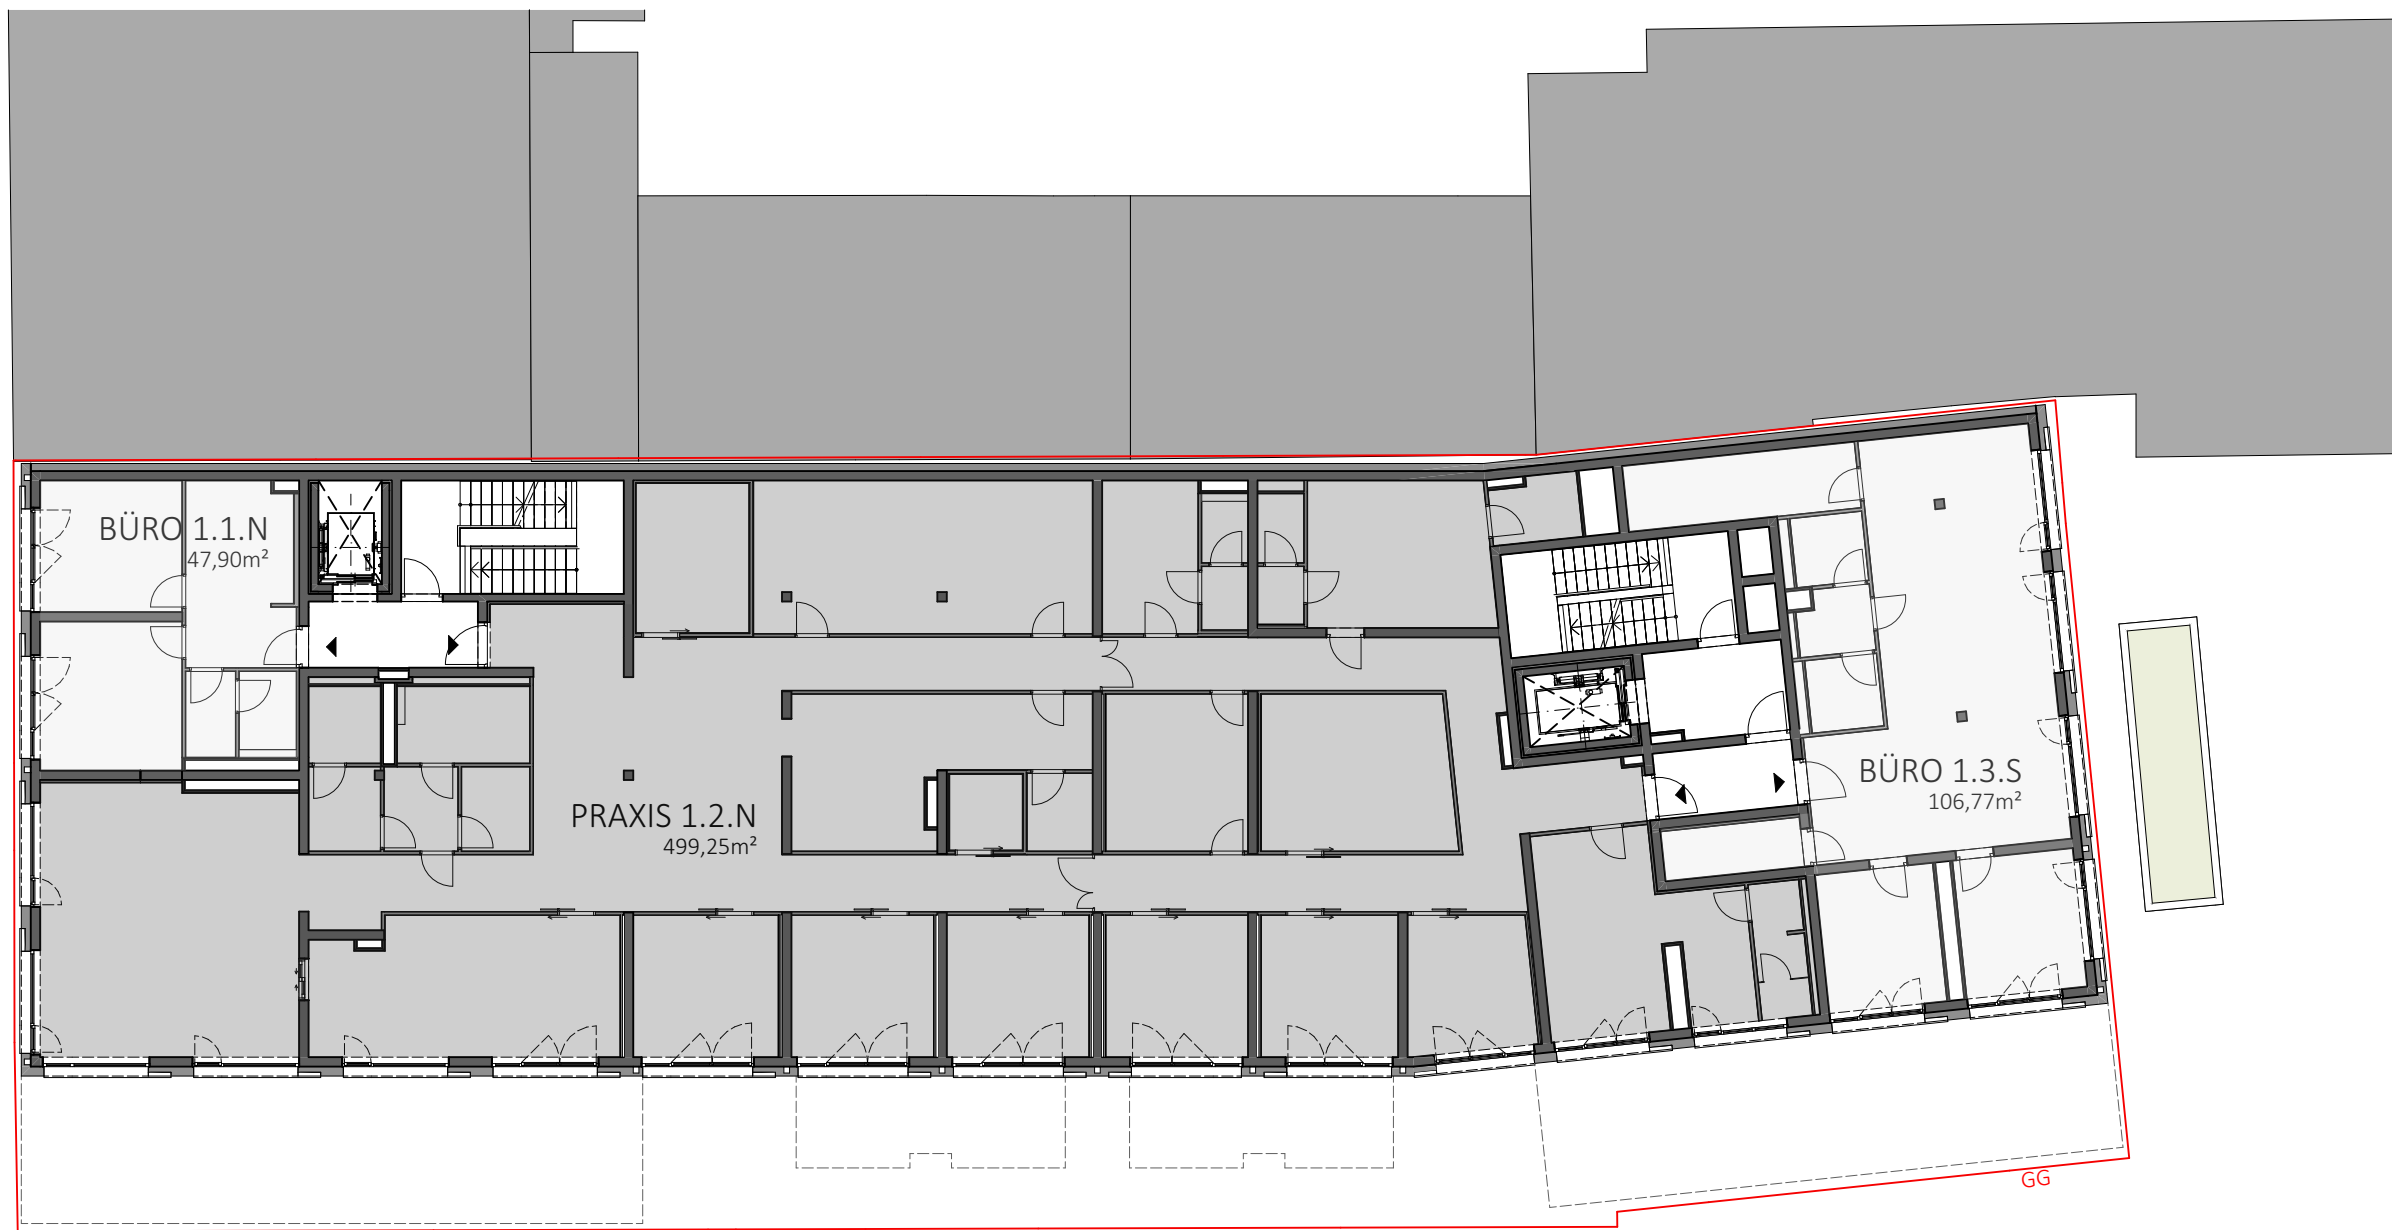 BÜRO 1.1.N
47,90m²
PRAXIS 1.2.N
499,25m²
BÜRO 1.3.S
106,77m²
GG